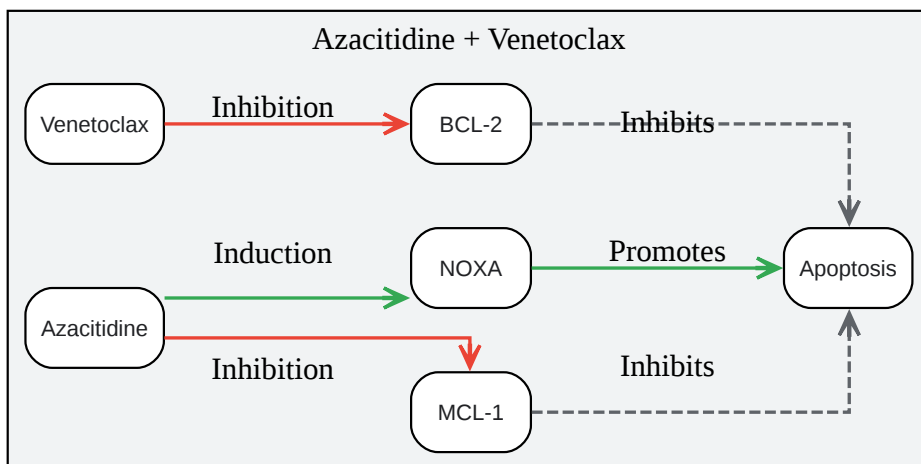 Azacitidine + Venetoclax
Venetoclax
Inhibition
BCL-2
Inhibits
Induction
NOXA
Promotes
Apoptosis
Azacitidine
Inhibition
MCL-1
Inhibits